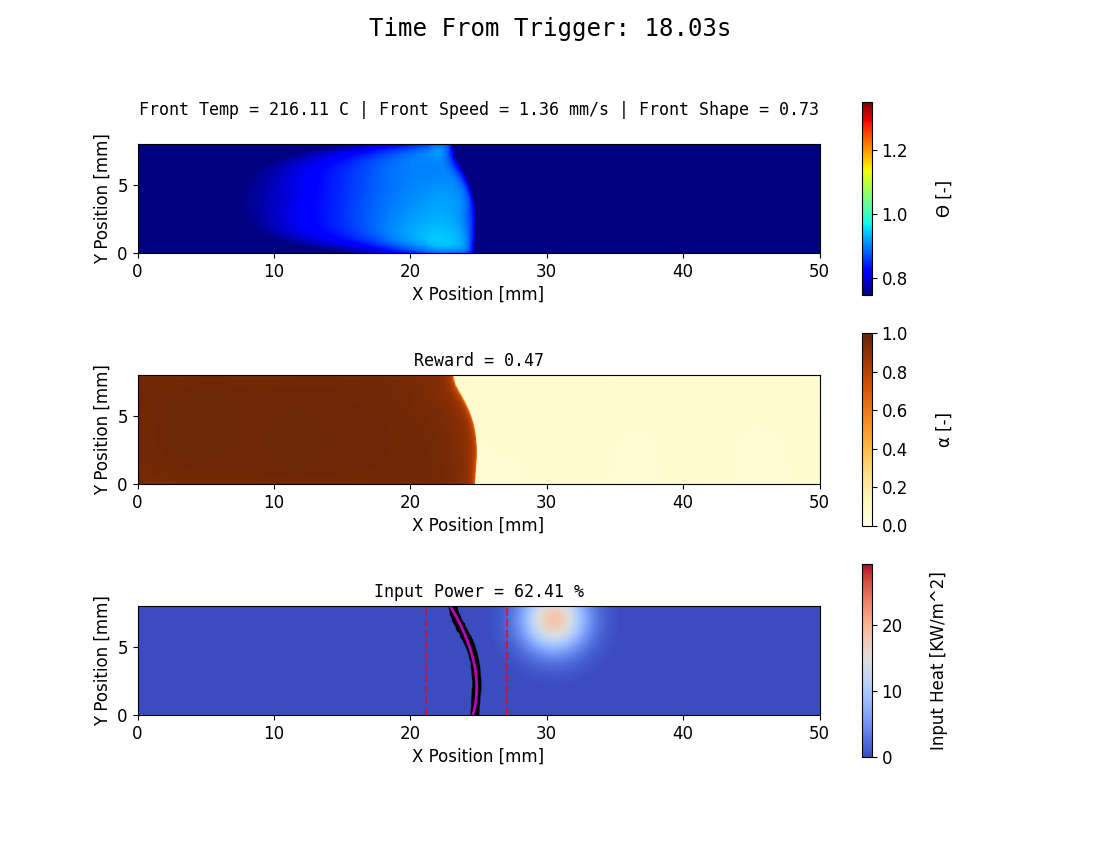 Time From Trigger: 18.03s
Front Temp = 216.11 C | Front Speed = 1.36 mm/s | Front Shape = 0.73
Y Position [mm]
5
0
0 10 20 30 40 50
X Position [mm]
1.2
1.0
0.8
Θ [-]
Reward = 0.47
Y Position [mm]
5
0
0 10 20 30 40 50
X Position [mm]
1.0
0.8
0.6
0.4
0.2
0.0
α [-]
Input Power = 62.41 %
Y Position [mm]
5
0
0 10 20 30 40 50
X Position [mm]
20
10
0
Input Heat [KW/m^2]